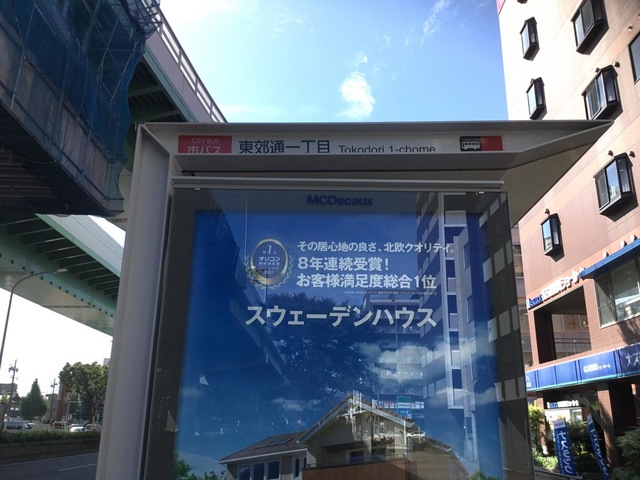 CITY BUS
市バス
東郊通一丁目 Tokodori 1-chome
MCDecaux
No.1
オリコン
その居心地の良さ、北欧クオリティ。
8年連続受賞!
お客様満足度総合1位
スウェーデンハウス